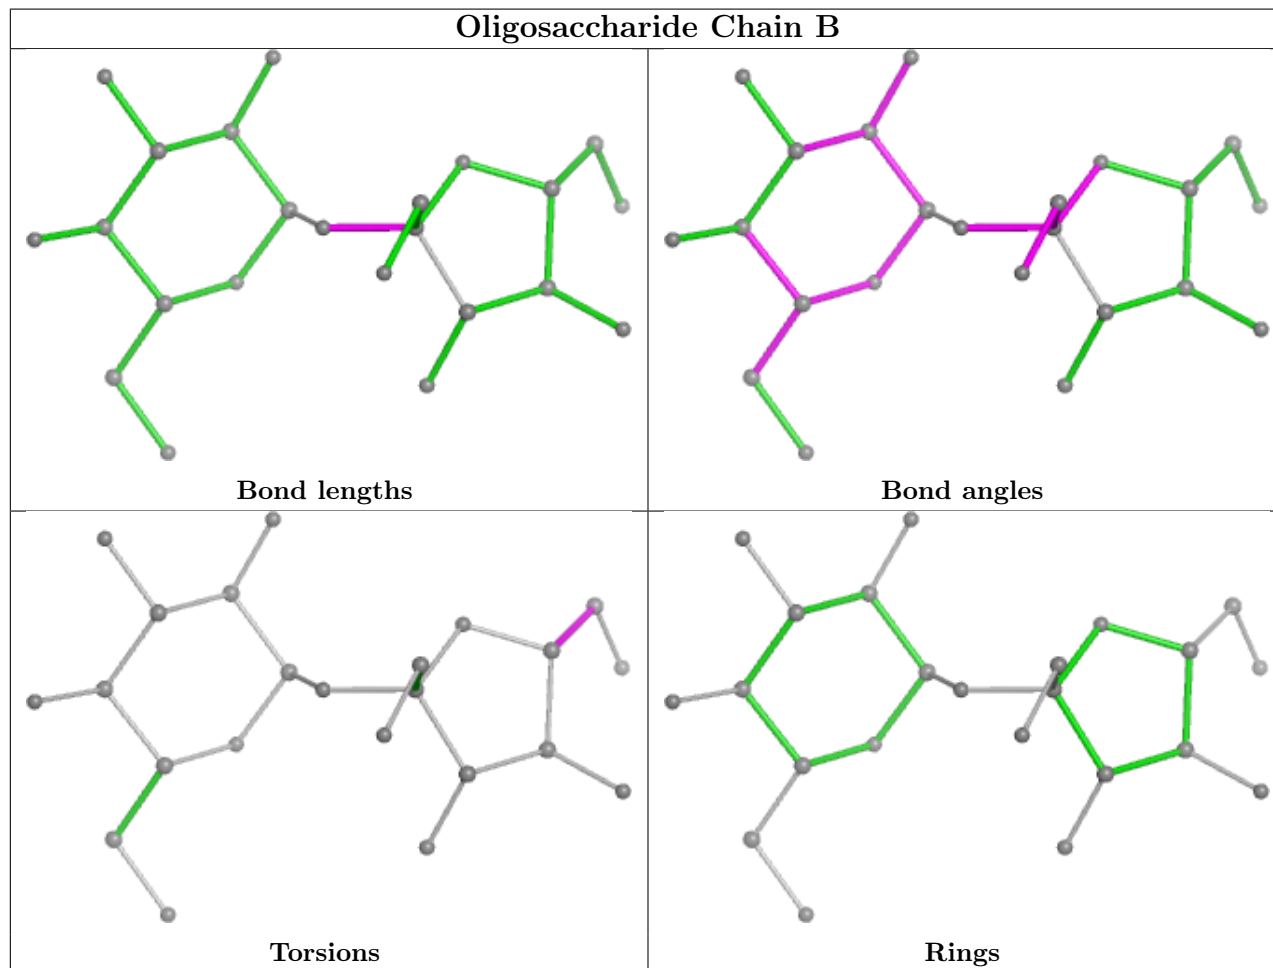 Oligosaccharide Chain B
Bond lengths
Bond angles
Torsions
Rings